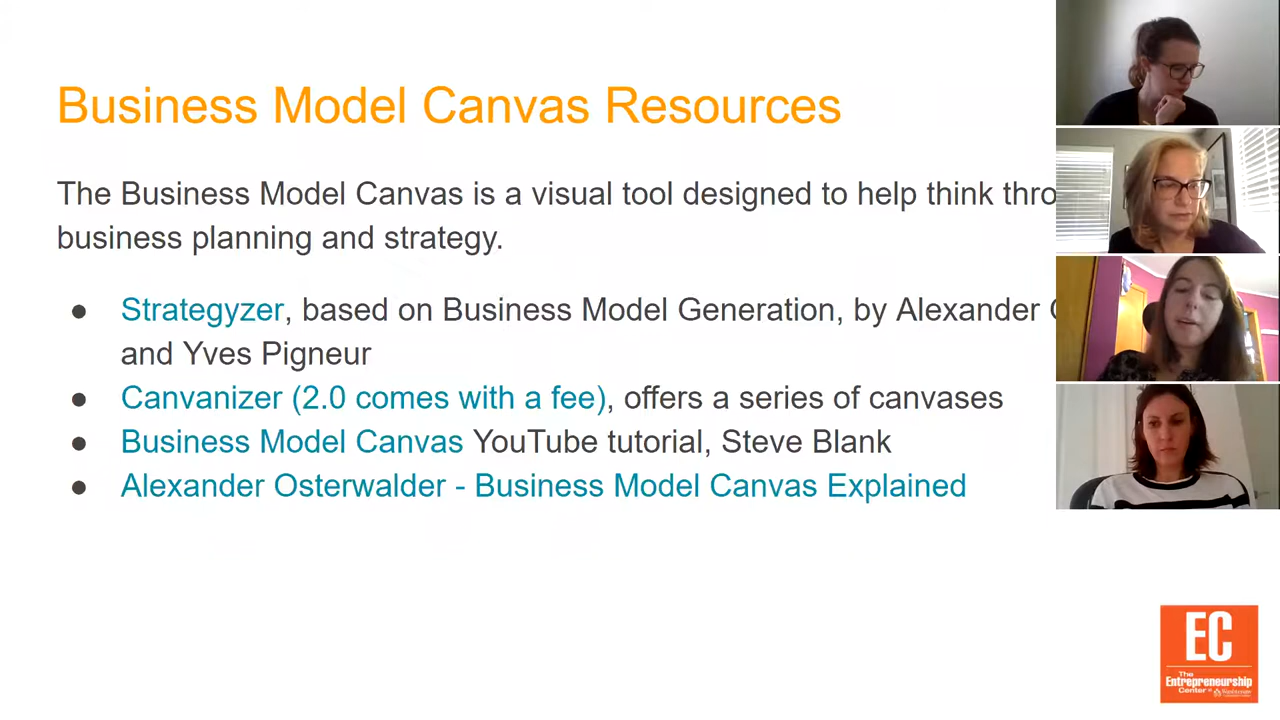 Business Model Canvas Resources
The Business Model Canvas is a visual tool designed to help think thro
business planning and strategy.
● Strategyzer, based on Business Model Generation, by Alexander
and Yves Pigneur
● Canvanizer (2.0 comes with a fee), offers a series of canvases
● Business Model Canvas YouTube tutorial, Steve Blank
● Alexander Osterwalder - Business Model Canvas Explained
EC
The
Entrepreneurship
Center